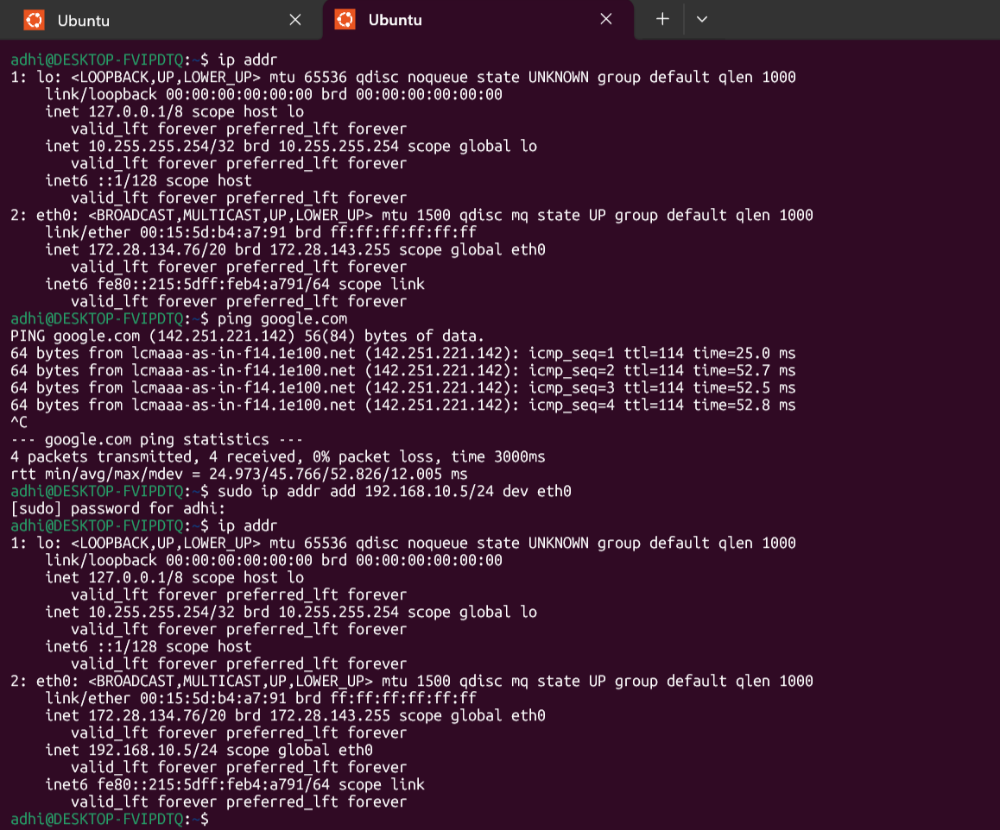 Ubuntu
Ubuntu
adhi@DESKTOP-FVIPDTQ:~$ ip addr
1: lo: <LOOPBACK,UP,LOWER_UP> mtu 65536 qdisc noqueue state UNKNOWN group default qlen 1000
    link/loopback 00:00:00:00:00:00 brd 00:00:00:00:00:00
    inet 127.0.0.1/8 scope host lo
       valid_lft forever preferred_lft forever
    inet 10.255.255.254/32 brd 10.255.255.254 scope global lo
       valid_lft forever preferred_lft forever
    inet6 ::1/128 scope host
       valid_lft forever preferred_lft forever
2: eth0: <BROADCAST,MULTICAST,UP,LOWER_UP> mtu 1500 qdisc mq state UP group default qlen 1000
    link/ether 00:15:5d:b4:a7:91 brd ff:ff:ff:ff:ff:ff
    inet 172.28.134.76/20 brd 172.28.143.255 scope global eth0
       valid_lft forever preferred_lft forever
    inet6 fe80::215:5dff:feb4:a791/64 scope link
       valid_lft forever preferred_lft forever
adhi@DESKTOP-FVIPDTQ:~$ ping google.com
PING google.com (142.251.221.142) 56(84) bytes of data.
64 bytes from lcmaaa-as-in-f14.1e100.net (142.251.221.142): icmp_seq=1 ttl=114 time=25.0 ms
64 bytes from lcmaaa-as-in-f14.1e100.net (142.251.221.142): icmp_seq=2 ttl=114 time=52.7 ms
64 bytes from lcmaaa-as-in-f14.1e100.net (142.251.221.142): icmp_seq=3 ttl=114 time=52.5 ms
64 bytes from lcmaaa-as-in-f14.1e100.net (142.251.221.142): icmp_seq=4 ttl=114 time=52.8 ms
^C
--- google.com ping statistics ---
4 packets transmitted, 4 received, 0% packet loss, time 3000ms
rtt min/avg/max/mdev = 24.973/45.766/52.826/12.005 ms
adhi@DESKTOP-FVIPDTQ:~$ sudo ip addr add 192.168.10.5/24 dev eth0
[sudo] password for adhi:
adhi@DESKTOP-FVIPDTQ:~$ ip addr
1: lo: <LOOPBACK,UP,LOWER_UP> mtu 65536 qdisc noqueue state UNKNOWN group default qlen 1000
    link/loopback 00:00:00:00:00:00 brd 00:00:00:00:00:00
    inet 127.0.0.1/8 scope host lo
       valid_lft forever preferred_lft forever
    inet 10.255.255.254/32 brd 10.255.255.254 scope global lo
       valid_lft forever preferred_lft forever
    inet6 ::1/128 scope host
       valid_lft forever preferred_lft forever
2: eth0: <BROADCAST,MULTICAST,UP,LOWER_UP> mtu 1500 qdisc mq state UP group default qlen 1000
    link/ether 00:15:5d:b4:a7:91 brd ff:ff:ff:ff:ff:ff
    inet 172.28.134.76/20 brd 172.28.143.255 scope global eth0
       valid_lft forever preferred_lft forever
    inet 192.168.10.5/24 scope global eth0
       valid_lft forever preferred_lft forever
    inet6 fe80::215:5dff:feb4:a791/64 scope link
       valid_lft forever preferred_lft forever
adhi@DESKTOP-FVIPDTQ:~$